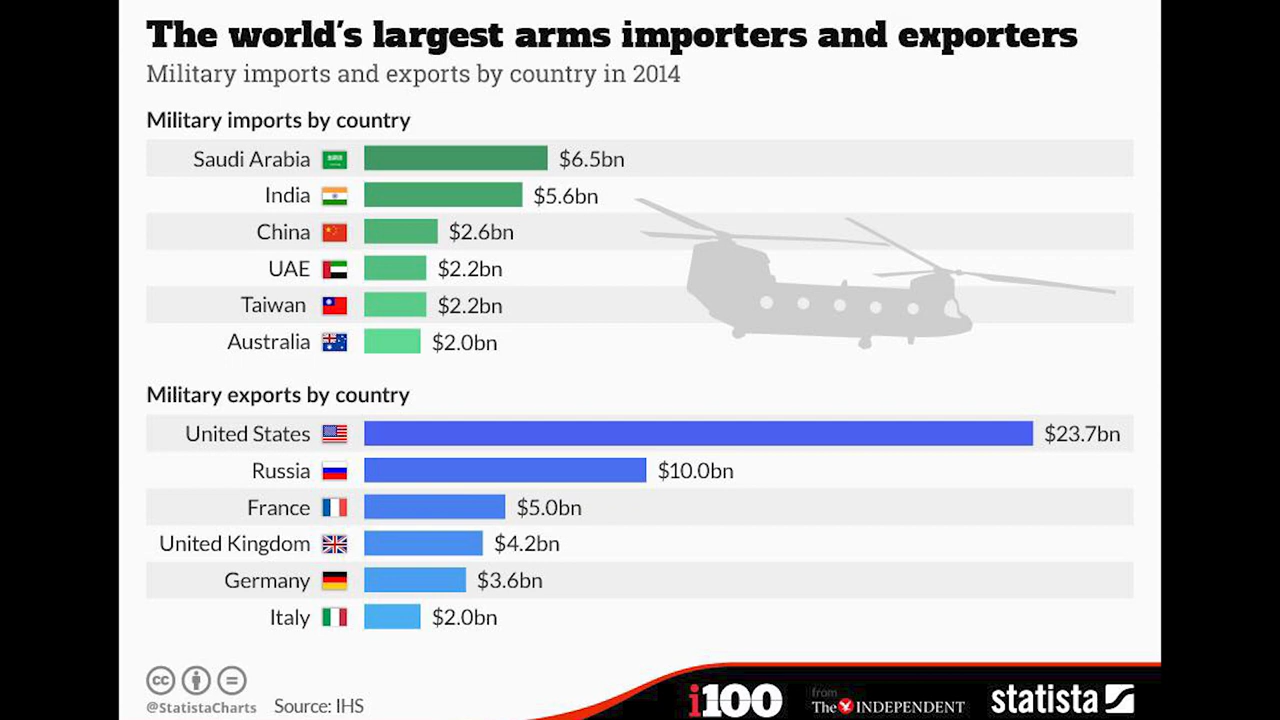 The world's largest arms importers and exporters
Military imports and exports by country in 2014
Military imports by country
Saudi Arabia $6.5bn
India $5.6bn
China $2.6bn
UAE $2.2bn
Taiwan $2.2bn
Australia $2.0bn
Military exports by country
United States $23.7bn
Russia $10.0bn
France $5.0bn
United Kingdom $4.2bn
Germany $3.6bn
Italy $2.0bn
cc
@StatistaCharts Source: IHS
i100 from The INDEPENDENT statista